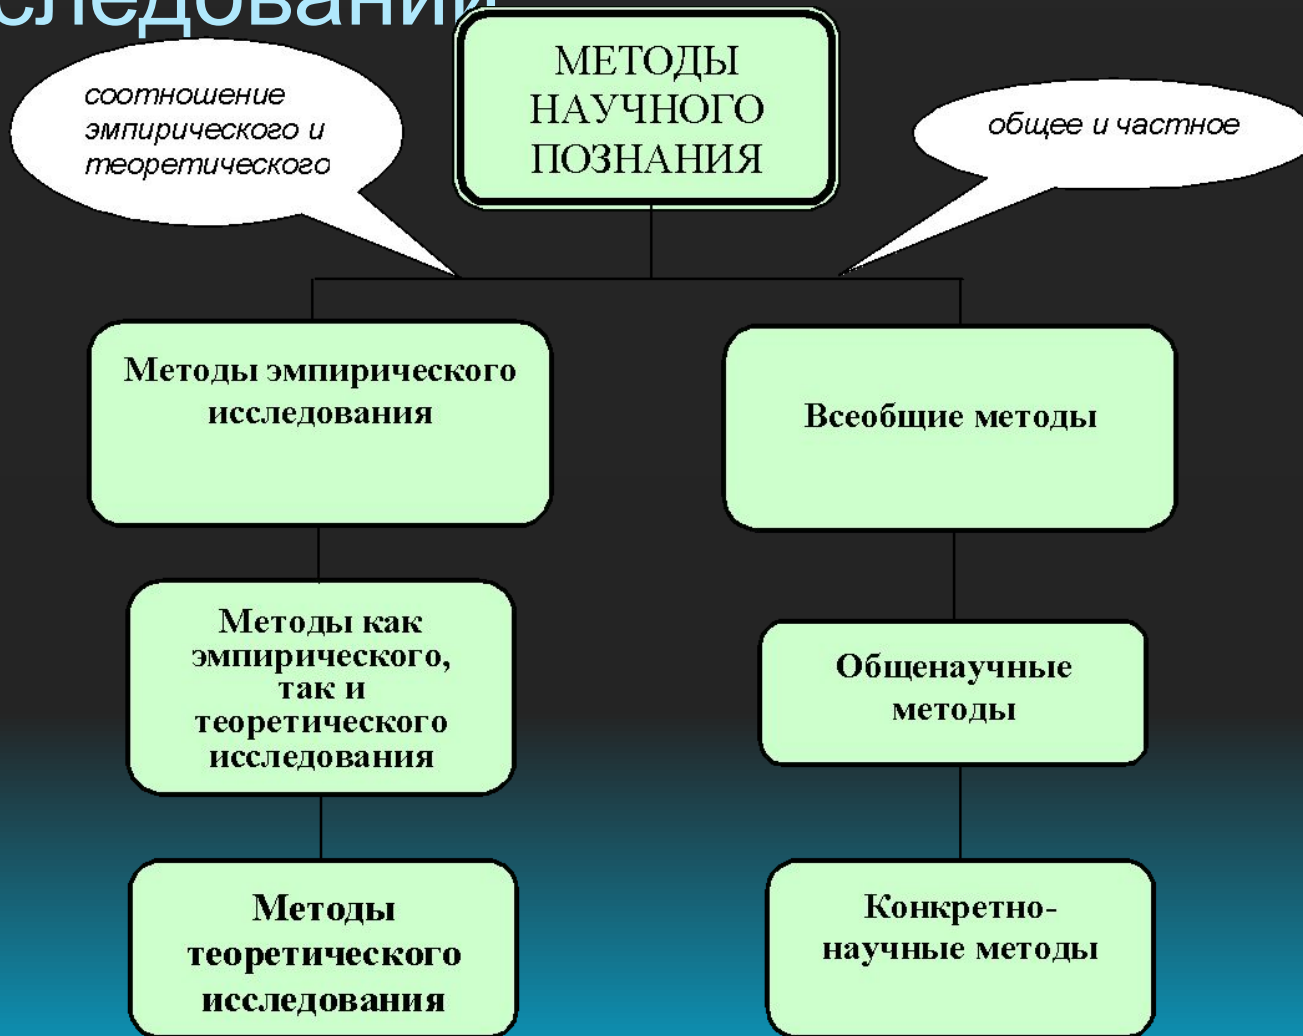 следований
МЕТОДЫ
НАУЧНОГО
ПОЗНАНИЯ
соотношение
эмпирического и
теоретического
общее и частное
Методы эмпирического
исследования
Всеобщие методы
Методы как
эмпирического,
так и
теоретического
исследования
Общенаучные
методы
Методы
теоретического
исследования
Конкретно-
научные методы